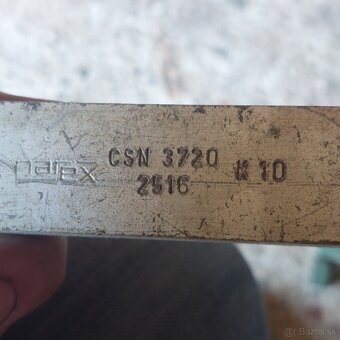 narex CSN 3720 H 10
2516
@| Bazos.sk